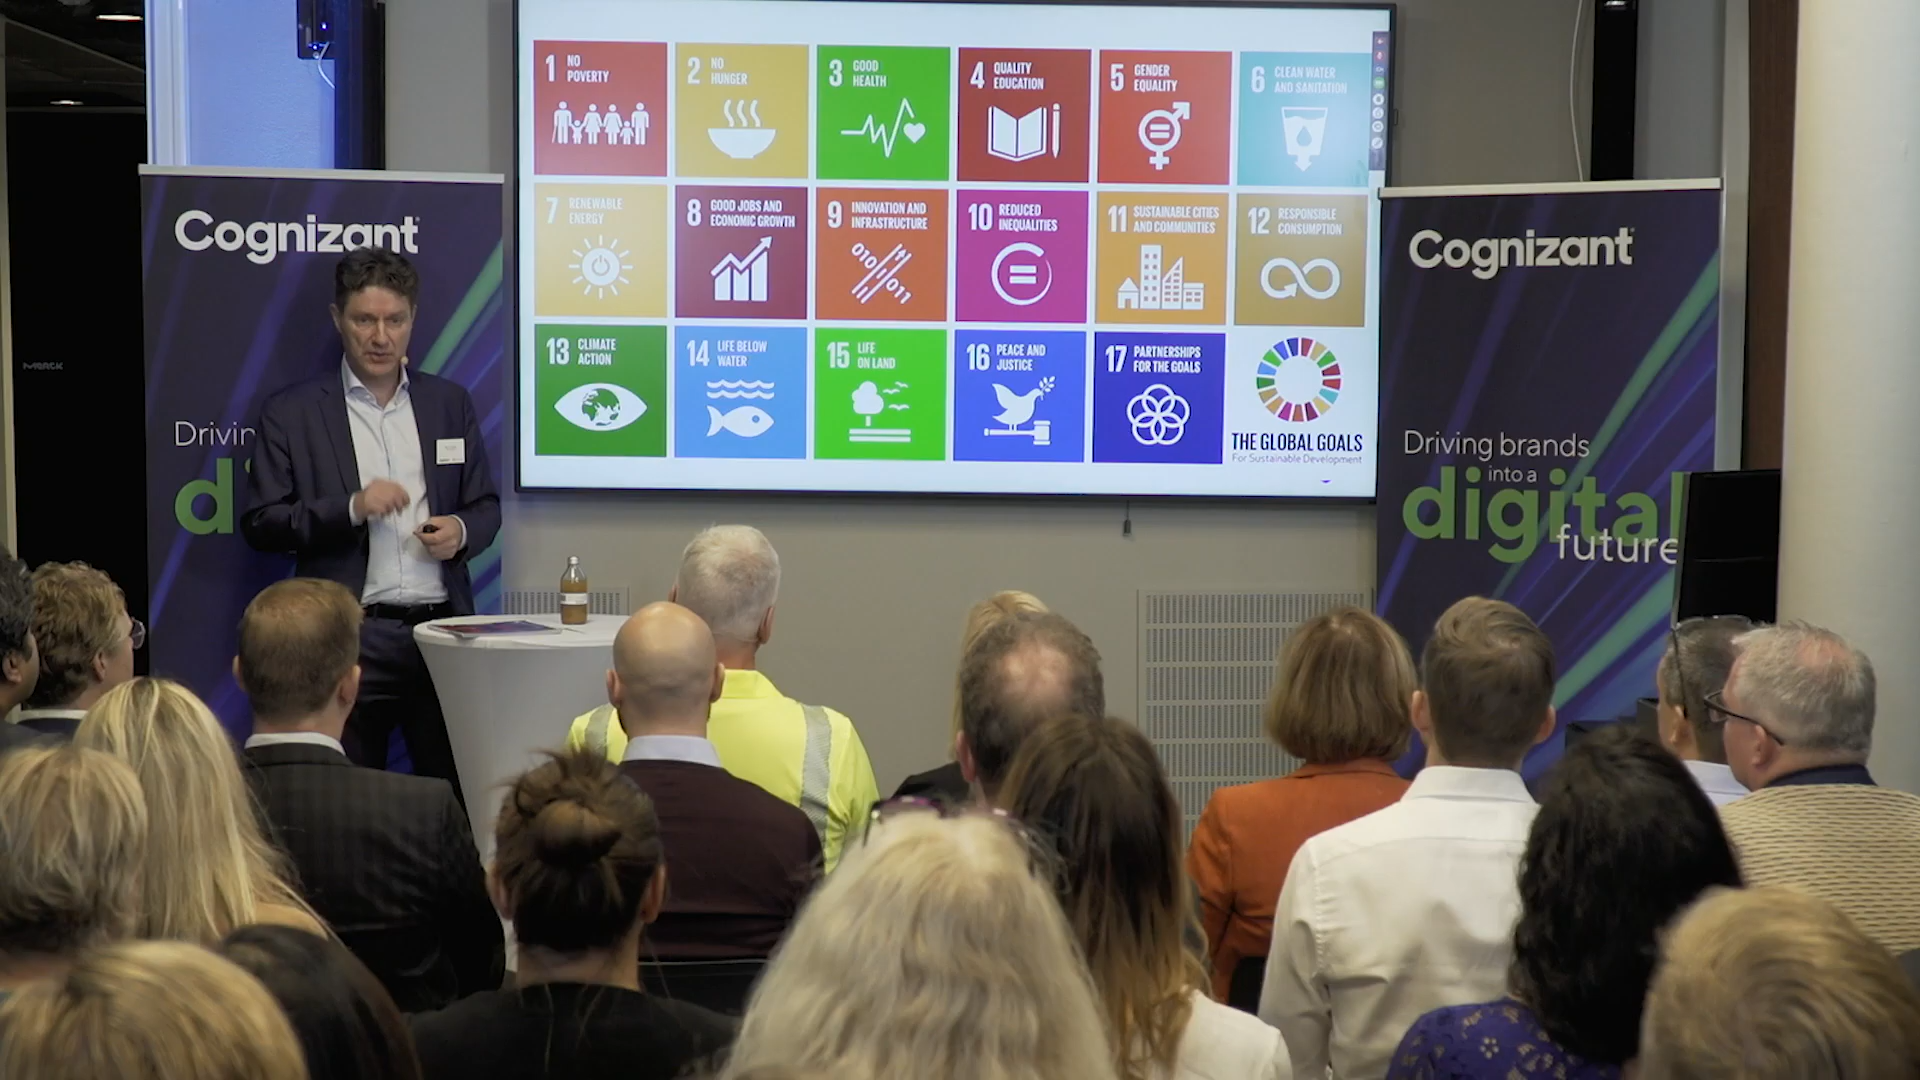 1 NO
POVERTY
2 NO
HUNGER
3 GOOD
HEALTH
4 QUALITY
EDUCATION
5 GENDER
EQUALITY
6 CLEAN WATER
AND SANITATION
7 RENEWABLE
ENERGY
8 GOOD JOBS AND
ECONOMIC GROWTH
9 INNOVATION AND
INFRASTRUCTURE
010
011
10 REDUCED
INEQUALITIES
11 SUSTAINABLE CITIES
AND COMMUNITIES
12 RESPONSIBLE
CONSUMPTION
13 CLIMATE
ACTION
14 LIFE BELOW
WATER
15 LIFE
ON LAND
16 PEACE AND
JUSTICE
17 PARTNERSHIPS
FOR THE GOALS
THE GLOBAL GOALS
For Sustainable Development
Cognizant
Drivin
di
Cognizant
Driving brands
into a
digital
future
MERCK